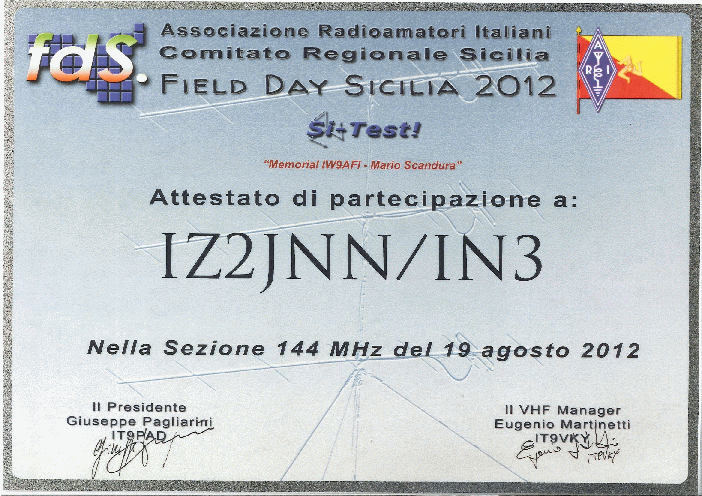 fdS.
Associazione Radioamatori Italiani
Comitato Regionale Sicilia
FIELD DAY SICILIA 2012
A
R I
Si-Test!
"Memorial IW9AFI - Mario Scandura"
Attestato di partecipazione a:
IZ2JNN/IN3
Nella Sezione 144 MHz del 19 agosto 2012
Il Presidente
Giuseppe Pagliarini
IT9PAD
Il VHF Manager
Eugenio Martinetti
IT9VKY
IT9VKY